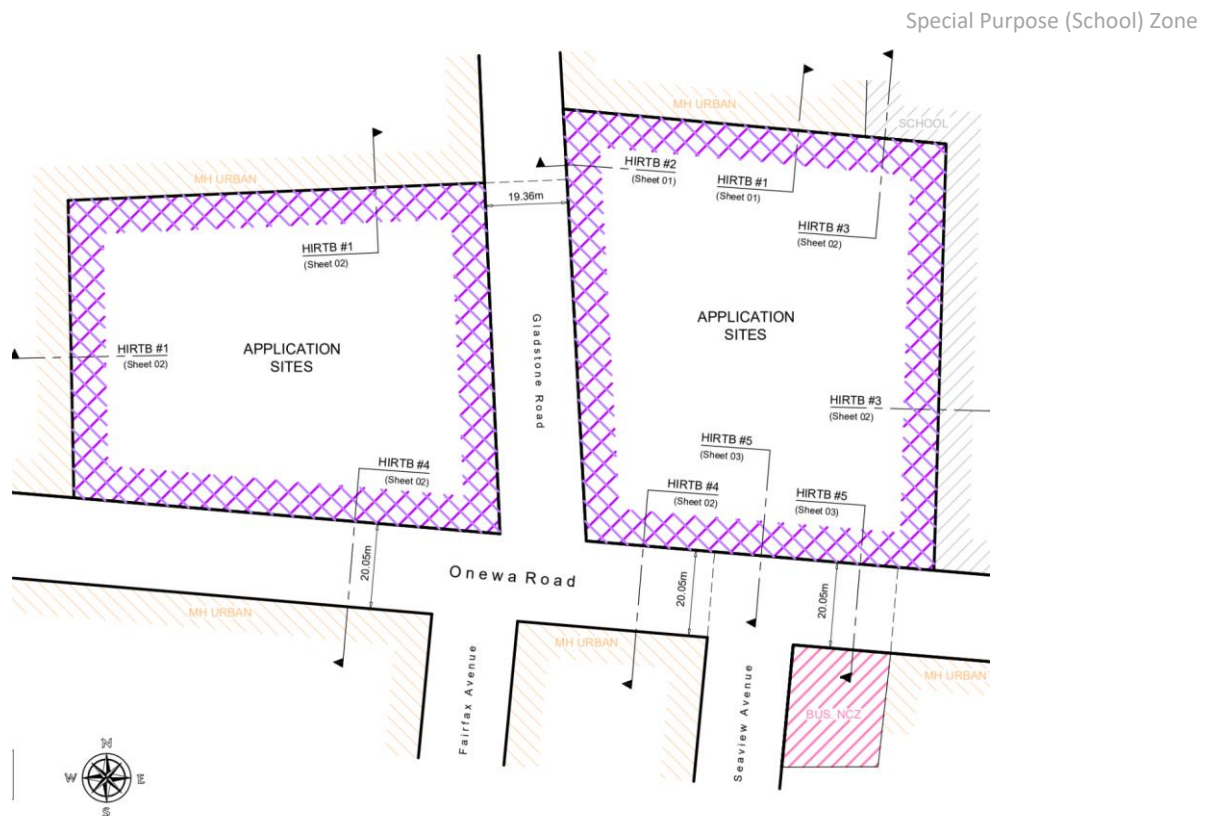 Special Purpose (School) Zone
MH URBAN
SCHOOL
MH URBAN
HIRTB #2
(Sheet 01)
HIRTB #1
(Sheet 01)
19.36m
HIRTB #3
(Sheet 02)
HIRTB #1
(Sheet 02)
APPLICATION
SITES
Gladstone Road
HIRTB #1
(Sheet 02)
APPLICATION
SITES
HIRTB #3
(Sheet 02)
HIRTB #5
(Sheet 03)
HIRTB #4
(Sheet 02)
HIRTB #4
(Sheet 02)
HIRTB #5
(Sheet 03)
20.05m
Onewa Road
20.05m
20.05m
MH URBAN
MH URBAN
MH URBAN
Fairfax Avenue
Seaview Avenue
BUS. NCZ
N
W
E
S